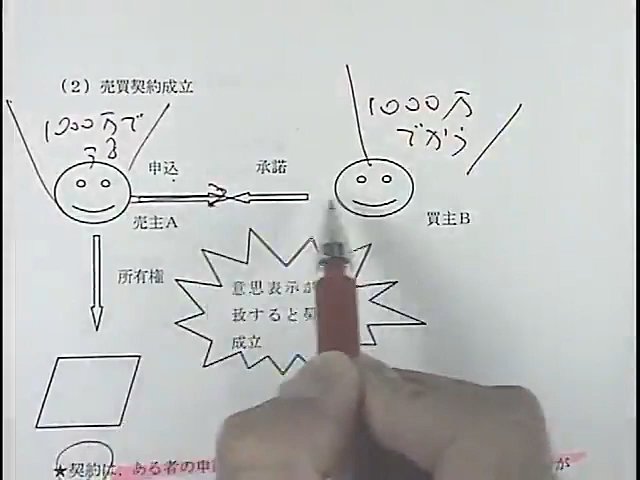 (2) 売買契約成立
1000万で
うる
1000万
でかう
申込
承諾
売主A
買主B
所有権
意思表示が
致すると契
成立
★契約は、ある者の申
が